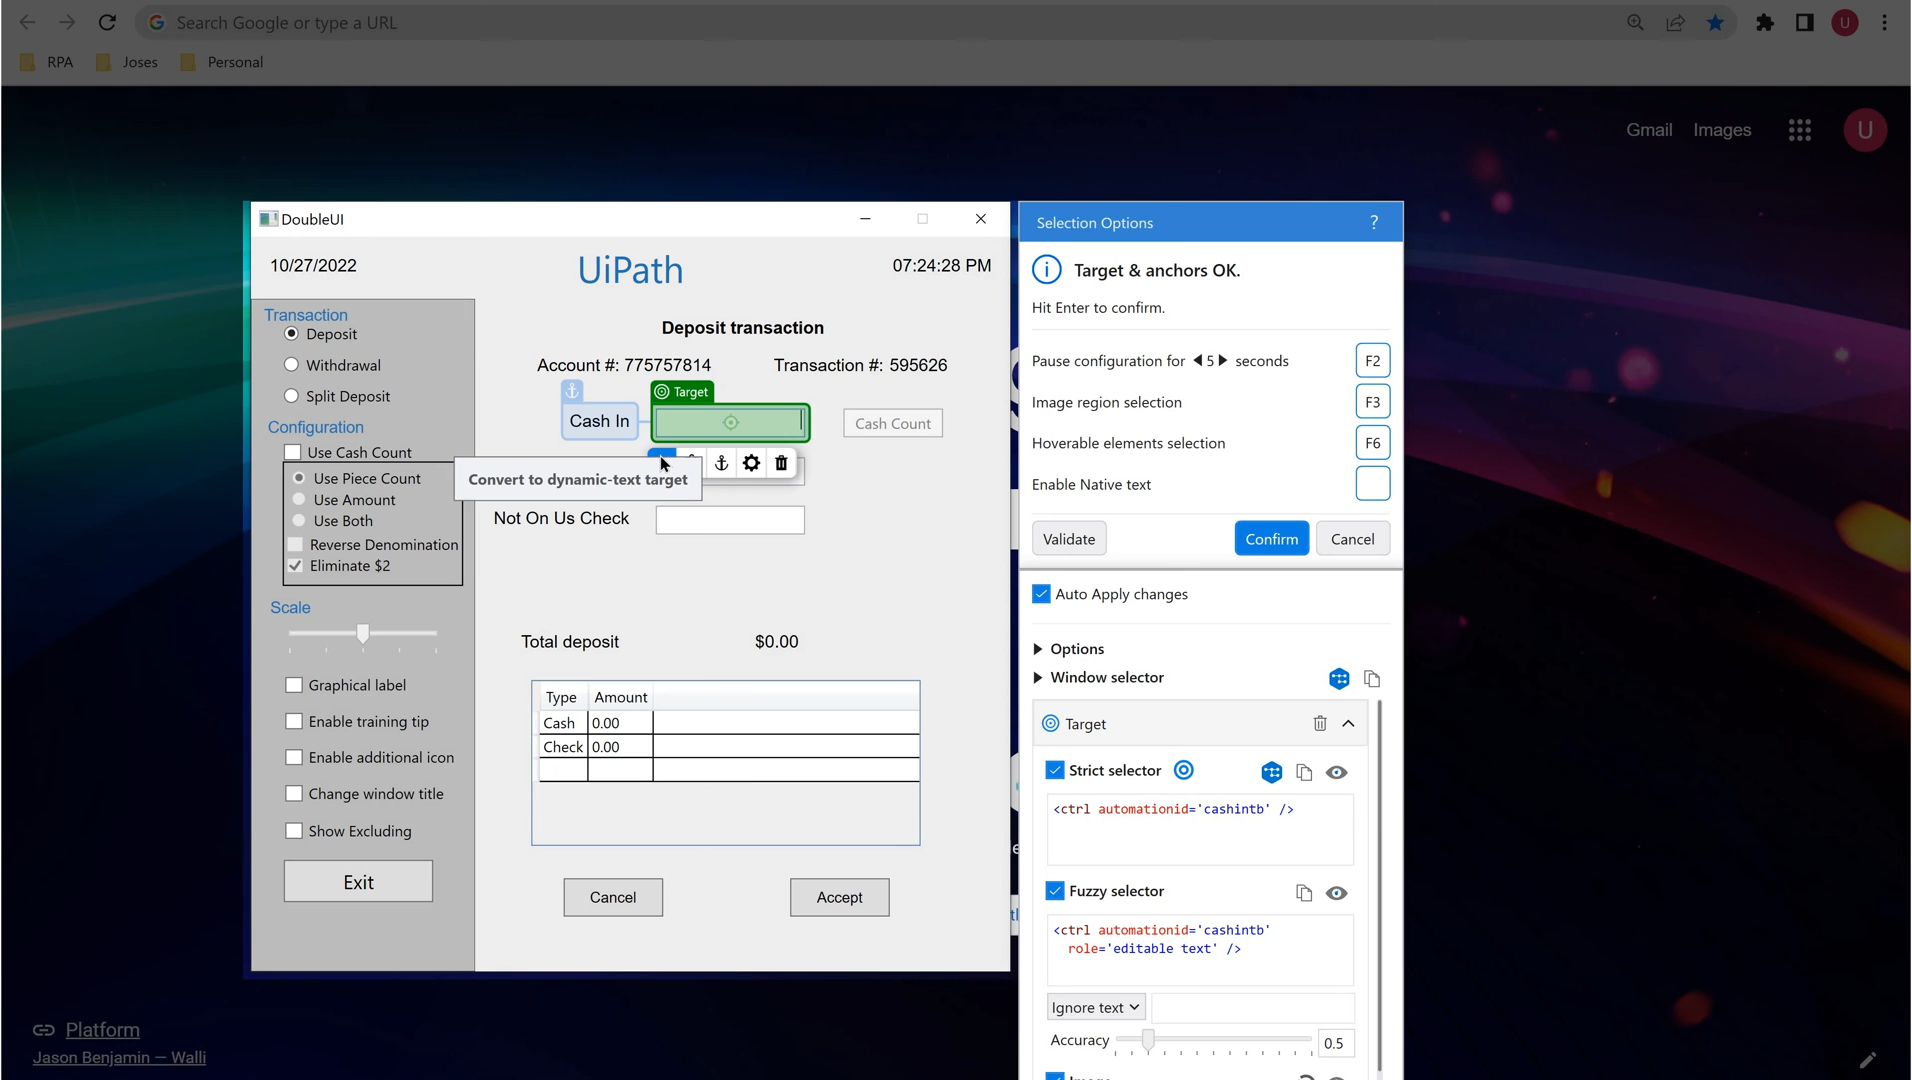 Search Google or type a URL
U
RPA
Joses
Personal
Gmail
Images
U
DoubleUI
10/27/2022
UiPath
07:24:28 PM
Transaction
Deposit
Withdrawal
Split Deposit
Configuration
Use Cash Count
Use Piece Count
Use Amount
Use Both
Reverse Denomination
Eliminate $2
Scale
Graphical label
Enable training tip
Enable additional icon
Change window title
Show Excluding
Exit
Deposit transaction
Account #: 775757814
Transaction #: 595626
Target
Cash In
Cash Count
Convert to dynamic-text target
Not On Us Check
Total deposit
$0.00
Type Amount
Cash 0.00
Check 0.00
Cancel
Accept
Selection Options
?
Target & anchors OK.
Hit Enter to confirm.
Pause configuration for 5 seconds
F2
Image region selection
F3
Hoverable elements selection
F6
Enable Native text
Validate
Confirm
Cancel
Auto Apply changes
Options
Window selector
Target
Strict selector
<ctrl automationid='cashintb' />
Fuzzy selector
<ctrl automationid='cashintb'
role='editable text' />
Ignore text
Accuracy
0.5
Platform
Jason Benjamin — Walli